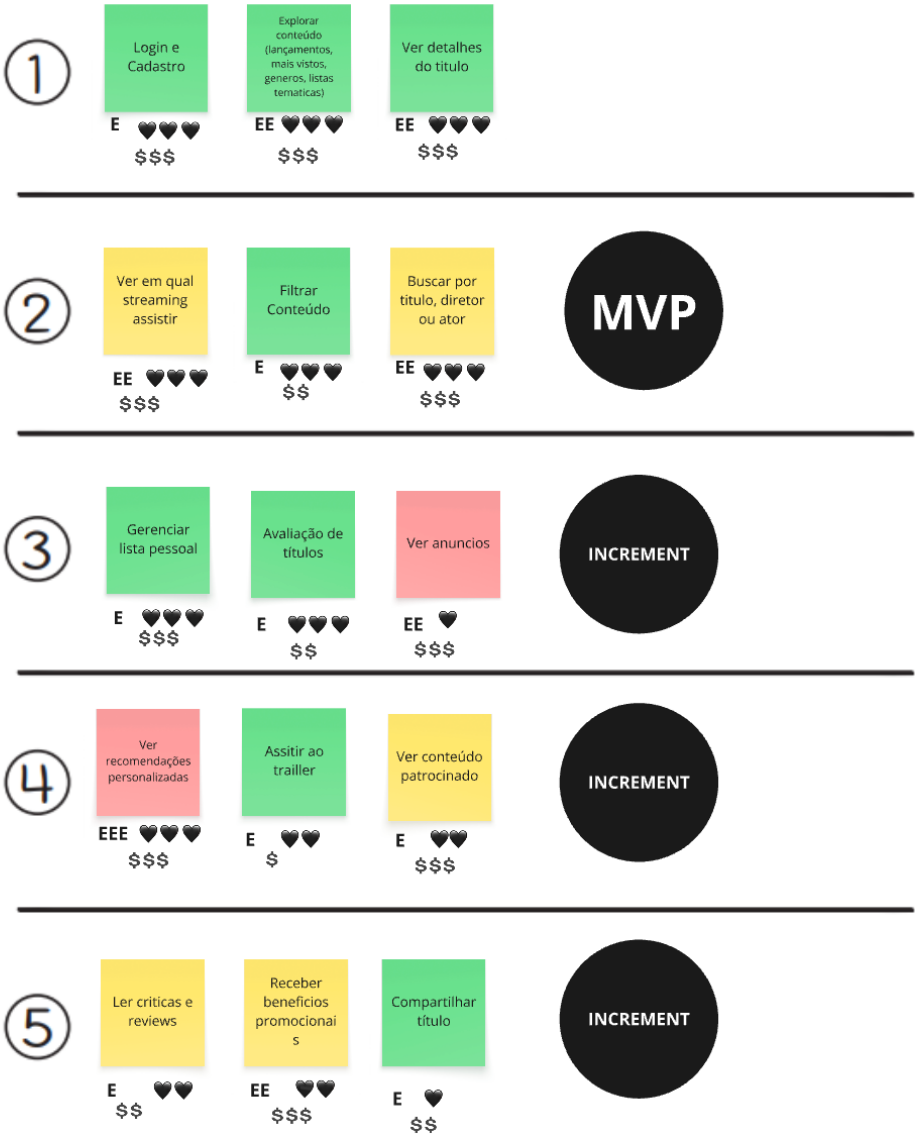 1
Login e
Cadastro
Explorar
conteúdo
(lançamentos,
mais vistos,
generos, listas
tematicas)
Ver detalhes
do titulo
E
EE
EE
$$$
$$$
$$$
2
Ver em qual
streaming
assistir
Filtrar
Conteúdo
Buscar por
titulo, diretor
ou ator
MVP
EE
E
EE
$$$
$$
$$$
3
Gerenciar
lista pessoal
Avaliação de
títulos
Ver anuncios
INCREMENT
E
E
EE
$$$
$$
$$$
4
Ver
recomendações
personalizadas
Assitir ao
trailler
Ver conteúdo
patrocinado
INCREMENT
EEE
E
E
$$$
$
$$$
5
Ler criticas e
reviews
Receber
beneficios
promocionai
s
Compartilhar
título
INCREMENT
E
EE
E
$$
$$$
$$